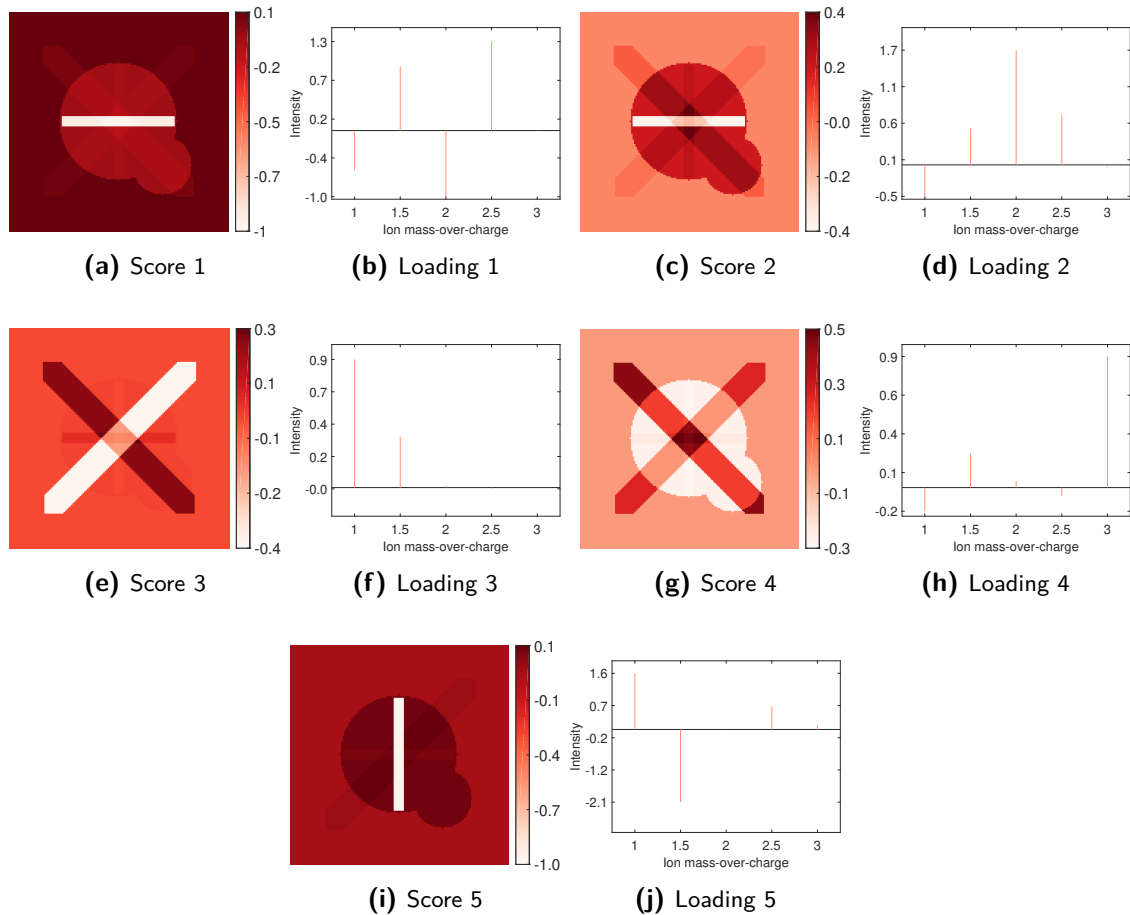 0.1
-0.2
-0.5
-0.7
-1
Intensity
1.3
0.7
0.2
-0.4
-1.0
1 1.5 2 2.5 3
Ion mass-over-charge
0.4
0.2
-0.0
-0.2
-0.4
Intensity
1.7
1.1
0.6
0.1
-0.5
1 1.5 2 2.5 3
Ion mass-over-charge
(a) Score 1
(b) Loading 1
(c) Score 2
(d) Loading 2
0.3
0.1
-0.1
-0.2
-0.4
Intensity
0.9
0.7
0.4
0.2
-0.0
1 1.5 2 2.5 3
Ion mass-over-charge
0.5
0.3
0.1
-0.1
-0.3
Intensity
0.9
0.6
0.1
-0.2
1 1.5 2 2.5 3
Ion mass-over-charge
(e) Score 3
(f) Loading 3
(g) Score 4
(h) Loading 4
0.1
-0.1
-0.4
-0.7
-1.0
Intensity
1.6
0.7
-0.2
-1.2
-2.1
1 1.5 2 2.5 3
Ion mass-over-charge
(i) Score 5
(j) Loading 5